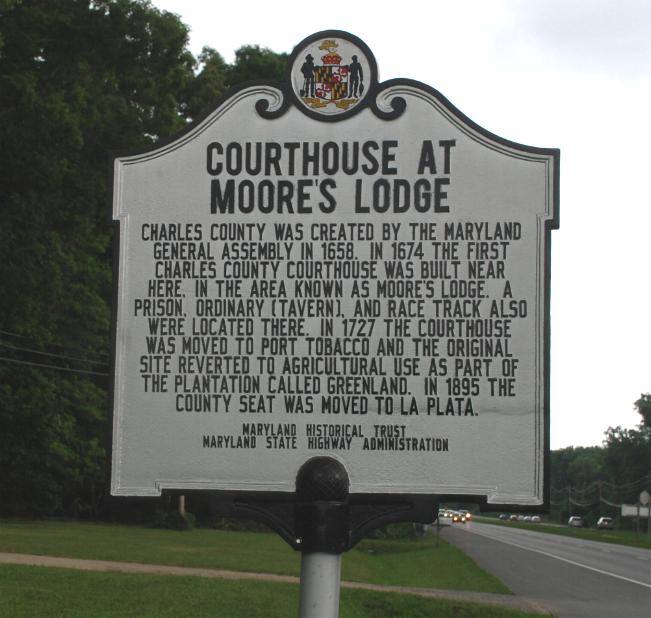 COURTHOUSE AT
MOORE'S LODGE
CHARLES COUNTY WAS CREATED BY THE MARYLAND
GENERAL ASSEMBLY IN 1658. IN 1674 THE FIRST
CHARLES COUNTY COURTHOUSE WAS BUILT NEAR
HERE, IN THE AREA KNOWN AS MOORE'S LODGE. A
PRISON, ORDINARY (TAVERN), AND RACE TRACK ALSO
WERE LOCATED THERE. IN 1727 THE COURTHOUSE
WAS MOVED TO PORT TOBACCO AND THE ORIGINAL
SITE REVERTED TO AGRICULTURAL USE AS PART OF
THE PLANTATION CALLED GREENLAND. IN 1895 THE
COUNTY SEAT WAS MOVED TO LA PLATA.
MARYLAND HISTORICAL TRUST
MARYLAND STATE HIGHWAY ADMINISTRATION